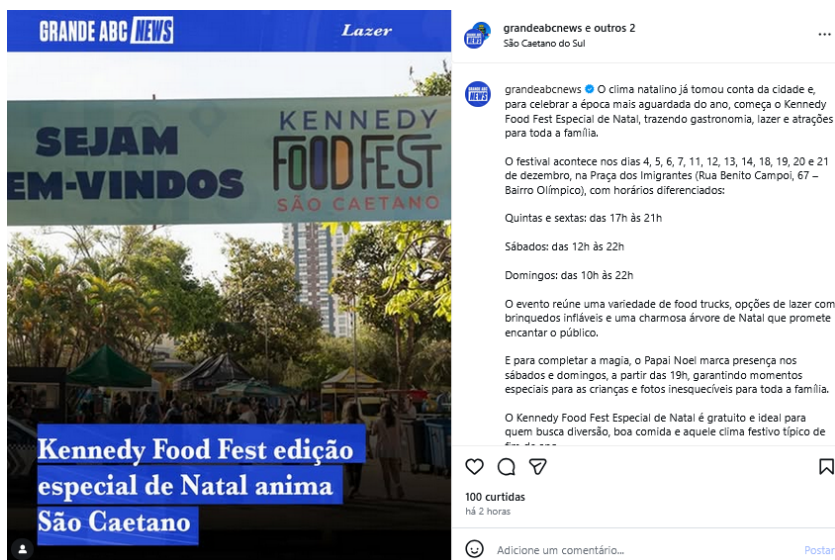 GRANDE ABC NEWS
Lazer
SEJAM
EM-VINDOS
KENNEDY
FOOD FEST
SÃO CAETANO
Kennedy Food Fest edição
especial de Natal anima
São Caetano
grandeabcnews e outros 2
São Caetano do Sul
grandeabcnews O clima natalino já tomou conta da cidade e,
para celebrar a época mais aguardada do ano, começa o Kennedy
Food Fest Especial de Natal, trazendo gastronomia, lazer e atrações
para toda a família.
O festival acontece nos dias 4, 5, 6, 7, 11, 12, 13, 14, 18, 19, 20 e 21
de dezembro, na Praça dos Imigrantes (Rua Benito Campoi, 67 –
Bairro Olímpico), com horários diferenciados:
Quintas e sextas: das 17h às 21h
Sábados: das 12h às 22h
Domingos: das 10h às 22h
O evento reúne uma variedade de food trucks, opções de lazer com
brinquedos infláveis e uma charmosa árvore de Natal que promete
encantar o público.
E para completar a magia, o Papai Noel marca presença nos
sábados e domingos, a partir das 19h, garantindo momentos
especiais para as crianças e fotos inesquecíveis para toda a família.
O Kennedy Food Fest Especial de Natal é gratuito e ideal para
quem busca diversão, boa comida e aquele clima festivo típico de
fim de ano
100 curtidas
há 2 horas
Adicione um comentário...
Postar